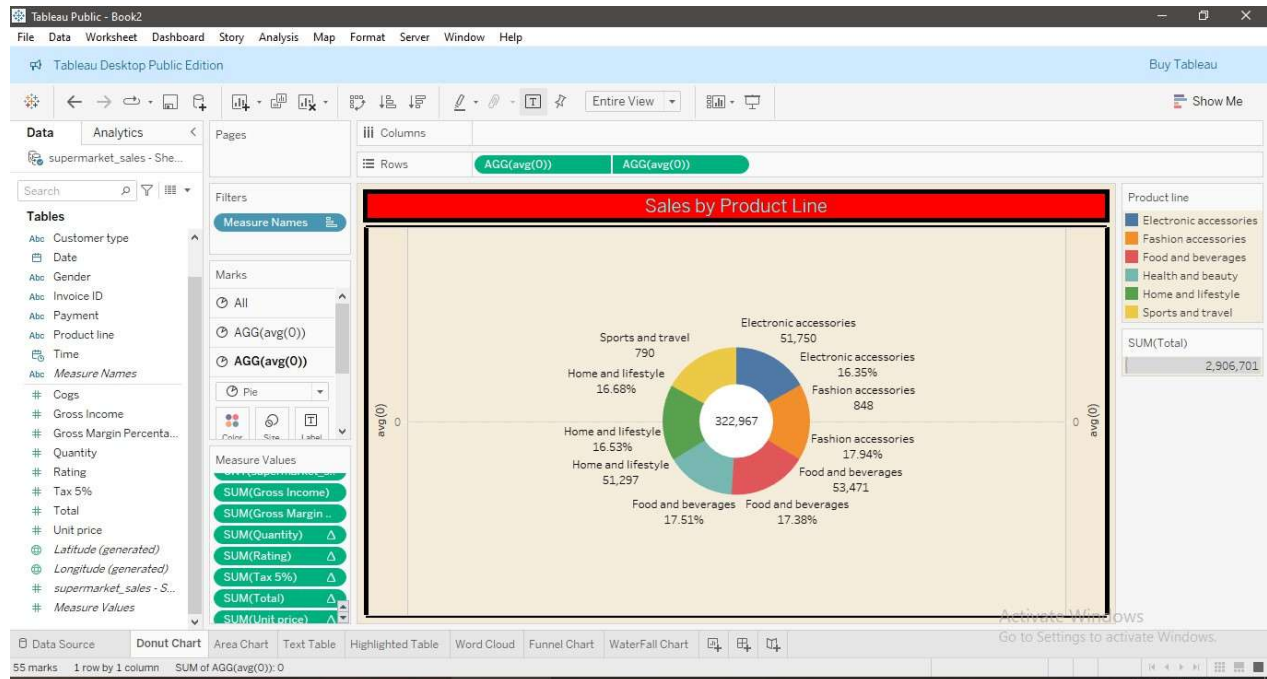 Tableau Public - Book2
File Data Worksheet Dashboard Story Analysis Map Format Server Window Help
Tableau Desktop Public Edition
Buy Tableau
Entire View
Show Me
Data
Analytics
supermarket_sales - She...
Search
Tables
Abc Customer type
Date
Abc Gender
Abc Invoice ID
Abc Payment
Abc Product line
Time
Abc Measure Names
# Cogs
# Gross Income
# Gross Margin Percenta...
# Quantity
# Rating
# Tax 5%
# Total
# Unit price
Latitude (generated)
Longitude (generated)
# supermarket_sales - S...
# Measure Values
Pages
Filters
Measure Names
Marks
All
AGG(avg(0))
AGG(avg(0))
Pie
Color Size Label
Measure Values
SUM(Gross Income)
SUM(Gross Margin ..
SUM(Quantity) Δ
SUM(Rating) Δ
SUM(Tax 5%) Δ
SUM(Total) Δ
SUM(Unit price) Δ
Columns
Rows
AGG(avg(0))
AGG(avg(0))
Sales by Product Line
avg(0)
0
Sports and travel
790
Home and lifestyle
16.68%
Home and lifestyle
16.53%
Home and lifestyle
51,297
Food and beverages
17.51%
Electronic accessories
51,750
Electronic accessories
16.35%
Fashion accessories
848
322,967
Fashion accessories
17.94%
Food and beverages
53,471
Food and beverages
17.38%
0
avg(0)
Product line
Electronic accessories
Fashion accessories
Food and beverages
Health and beauty
Home and lifestyle
Sports and travel
SUM(Total)
2,906,701
Activate Windows
Go to Settings to activate Windows.
Data Source
Donut Chart
Area Chart
Text Table
Highlighted Table
Word Cloud
Funnel Chart
WaterFall Chart
55 marks 1 row by 1 column SUM of AGG(avg(0)): 0